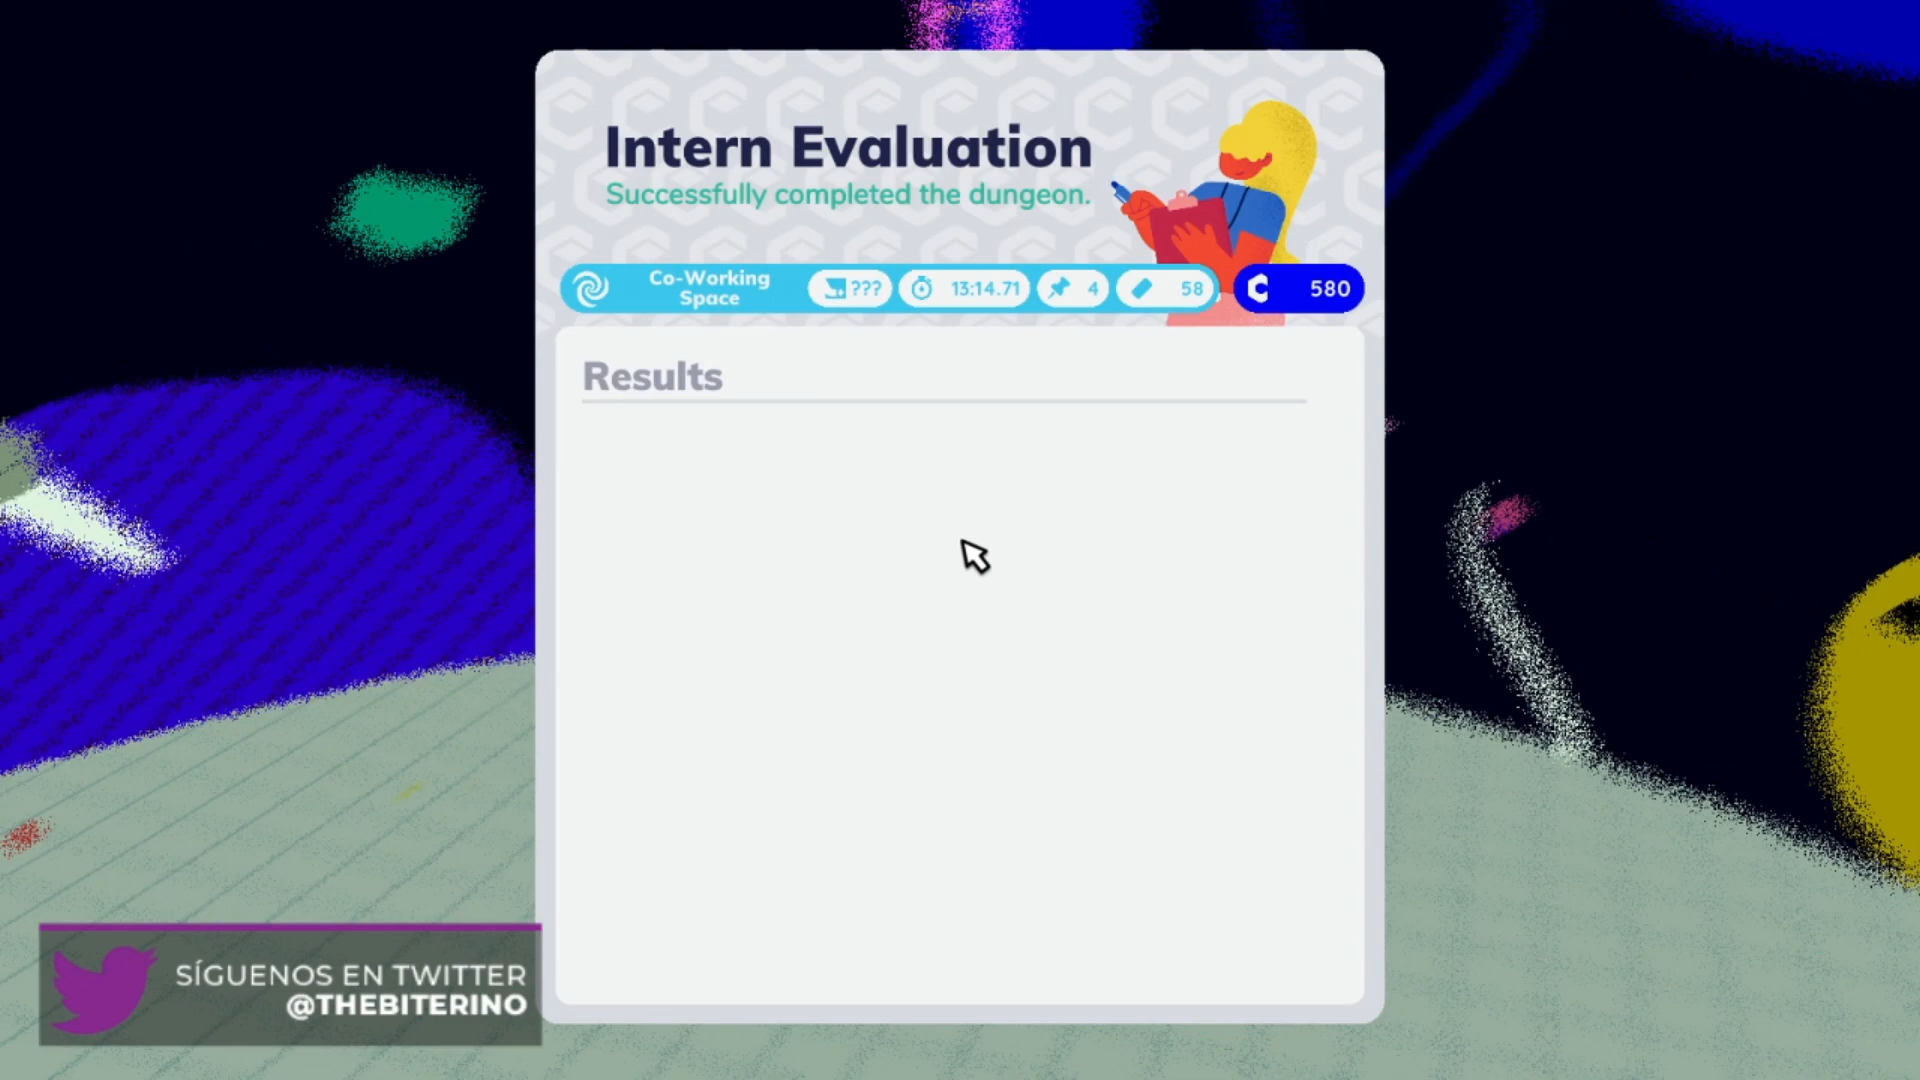 Intern Evaluation
Successfully completed the dungeon.
Co-Working
Space
???
13:14.71
4
58
580
Results
SÍGUENOS EN TWITTER
@THEBITERINO